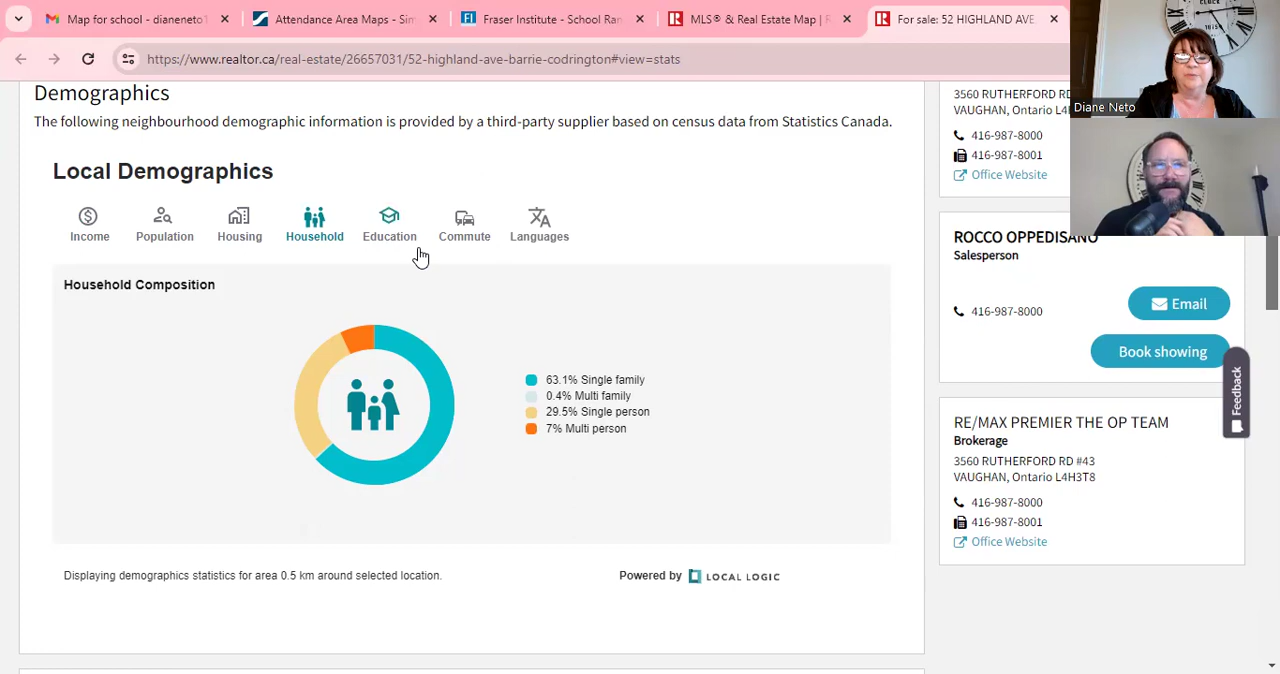 Map for school - dianeneto1
Attendance Area Maps - Sim
Fraser Institute - School Ran
MLS® & Real Estate Map | R
For sale: 52 HIGHLAND AVE,
https://www.realtor.ca/real-estate/26657031/52-highland-ave-barrie-codrington#view=stats
Diane Neto
Demographics
The following neighbourhood demographic information is provided by a third-party supplier based on census data from Statistics Canada.
Local Demographics
Income
Population
Housing
Household
Education
Commute
Languages
Household Composition
63.1% Single family
0.4% Multi family
29.5% Single person
7% Multi person
Displaying demographics statistics for area 0.5 km around selected location.
Powered by LOCAL LOGIC
3560 RUTHERFORD RD
VAUGHAN, Ontario L4H
416-987-8000
416-987-8001
Office Website
ROCCO OPPEDISANO
Salesperson
416-987-8000
Email
Book showing
Feedback
RE/MAX PREMIER THE OP TEAM
Brokerage
3560 RUTHERFORD RD #43
VAUGHAN, Ontario L4H3T8
416-987-8000
416-987-8001
Office Website